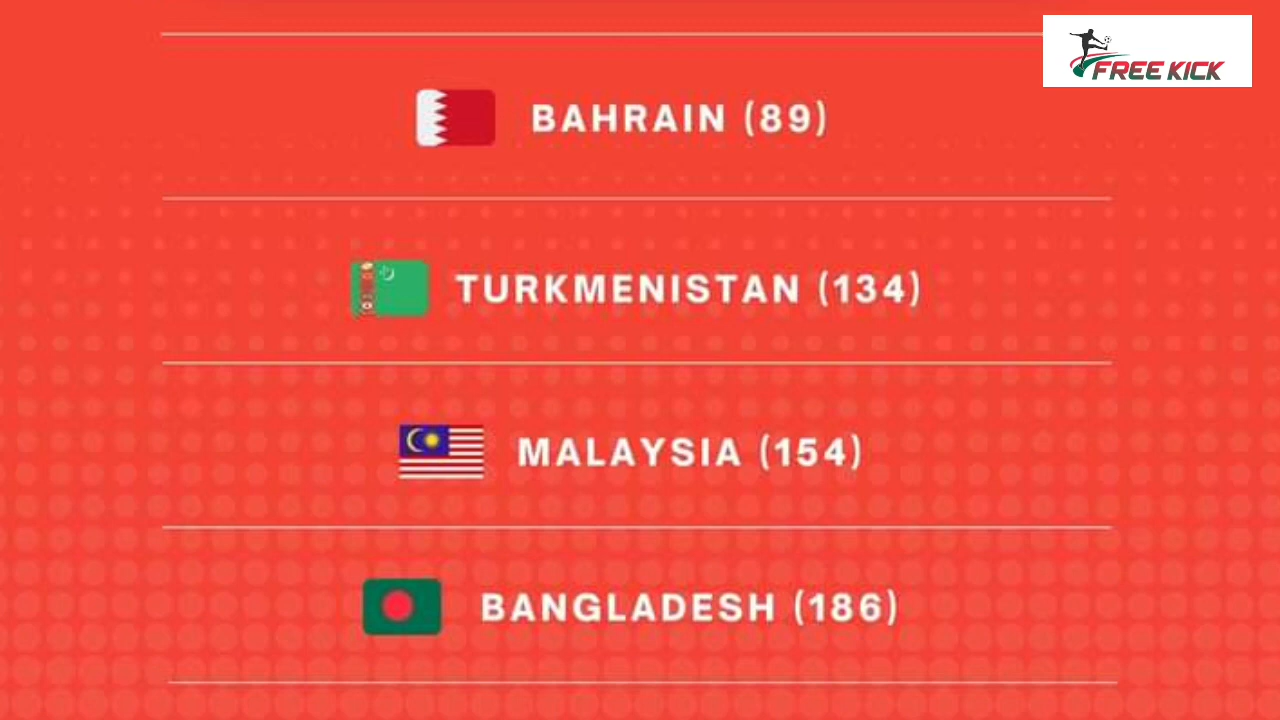 FREE KICK
BAHRAIN (89)
TURKMENISTAN (134)
MALAYSIA (154)
BANGLADESH (186)